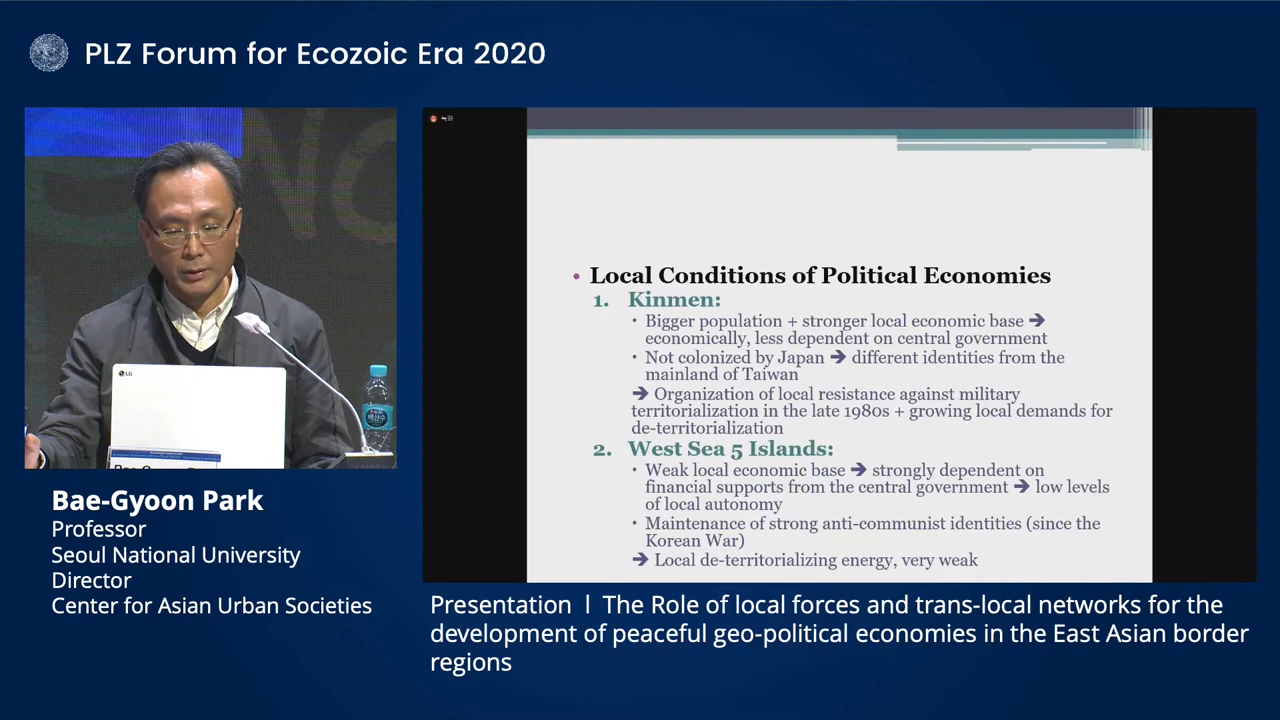 PLZ Forum for Ecozoic Era 2020
LG
Bae-Gyoon Park
Professor
Seoul National University
Director
Center for Asian Urban Societies
• Local Conditions of Political Economies
1. Kinmen:
• Bigger population + stronger local economic base ➔
economically, less dependent on central government
• Not colonized by Japan ➔ different identities from the
mainland of Taiwan
➔ Organization of local resistance against military
territorialization in the late 1980s + growing local demands for
de-territorialization
2. West Sea 5 Islands:
• Weak local economic base ➔ strongly dependent on
financial supports from the central government ➔ low levels
of local autonomy
• Maintenance of strong anti-communist identities (since the
Korean War)
➔ Local de-territorializing energy, very weak
Presentation l The Role of local forces and trans-local networks for the
development of peaceful geo-political economies in the East Asian border
regions